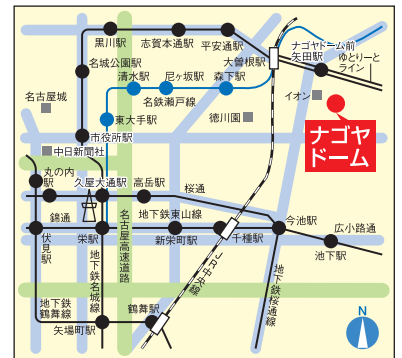 黒川駅
志賀本通駅
平安通駅
ナゴヤドーム前
矢田駅
ゆとりーと
ライン
名城公園駅
大曽根駅
清水駅
尼ヶ坂駅
森下駅
名古屋城
名鉄瀬戸線
イオン
東大手駅
徳川園
ナゴヤ
ドーム
市役所駅
中日新聞社
丸の内
駅
久屋大通駅
高岳駅
桜通
錦通
名古屋高速道路
地下鉄東山線
今池駅
広小路通
伏見駅
栄駅
新栄町駅
千種駅
池下駅
地下鉄名城線
JR中央線
地下鉄桜通線
地下鉄
鶴舞線
鶴舞駅
矢場町駅
N